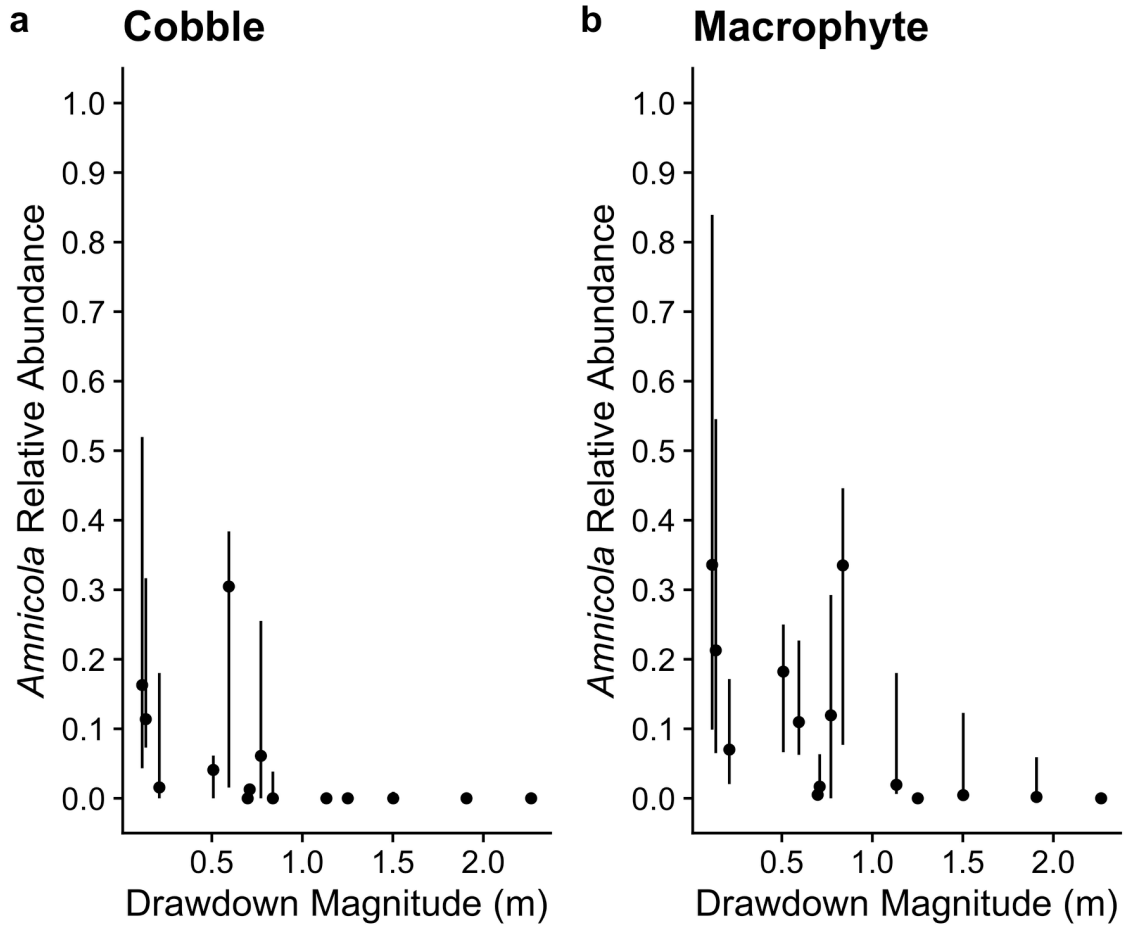 a Cobble
1.0
0.9
0.8
0.7
0.6
0.5
0.4
0.3
0.2
0.1
0.0
Amnicola Relative Abundance
0.5 1.0 1.5 2.0
Drawdown Magnitude (m)
b Macrophyte
1.0
0.9
0.8
0.7
0.6
0.5
0.4
0.3
0.2
0.1
0.0
Amnicola Relative Abundance
0.5 1.0 1.5 2.0
Drawdown Magnitude (m)